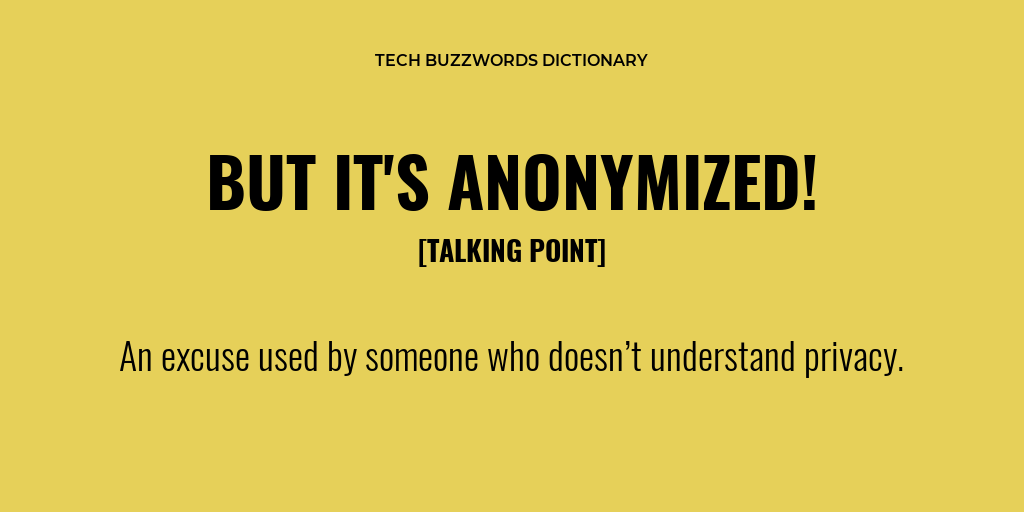 TECH BUZZWORDS DICTIONARY
BUT IT'S ANONYMIZED!
[TALKING POINT]
An excuse used by someone who doesn’t understand privacy.